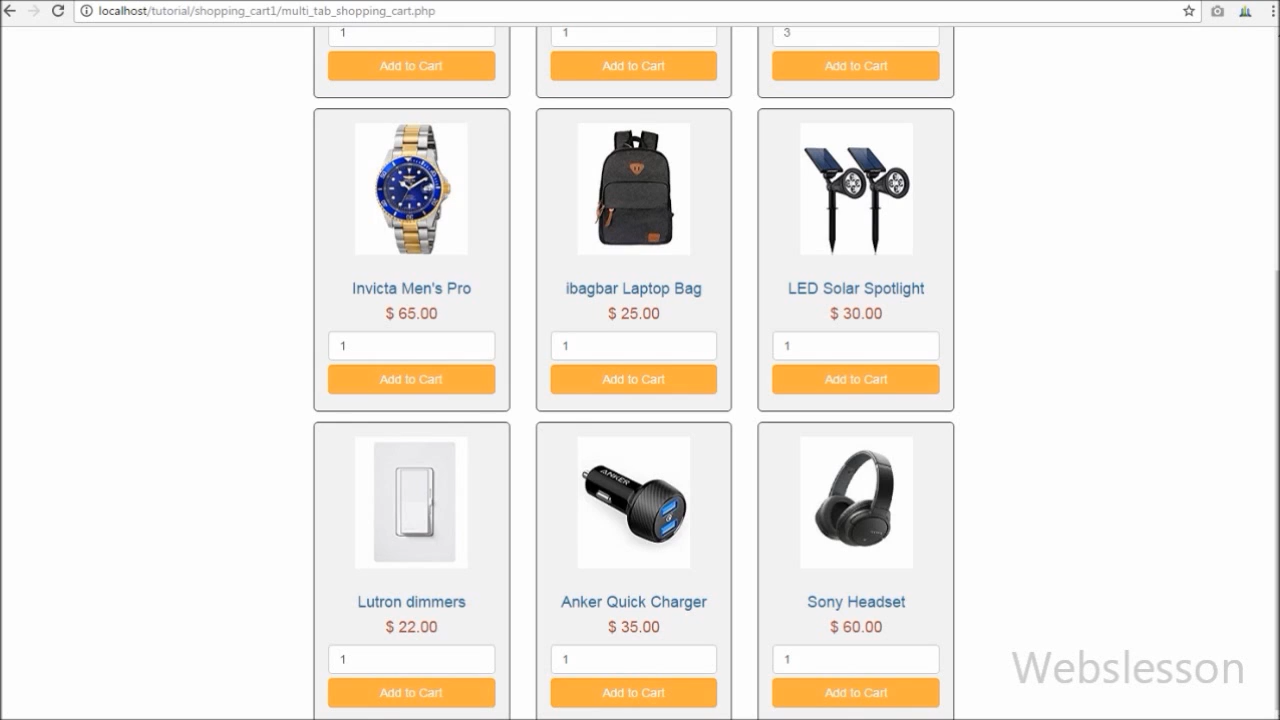 localhost/tutorial/shopping_cart1/multi_tab_shopping_cart.php
1 1 3
Add to Cart Add to Cart Add to Cart
Invicta Men's Pro ibagbar Laptop Bag LED Solar Spotlight
$ 65.00 $ 25.00 $ 30.00
1 1 1
Add to Cart Add to Cart Add to Cart
ANKER
Lutron dimmers Anker Quick Charger Sony Headset
$ 22.00 $ 35.00 $ 60.00
1 1 1
Add to Cart Add to Cart Add to Cart
Webslesson